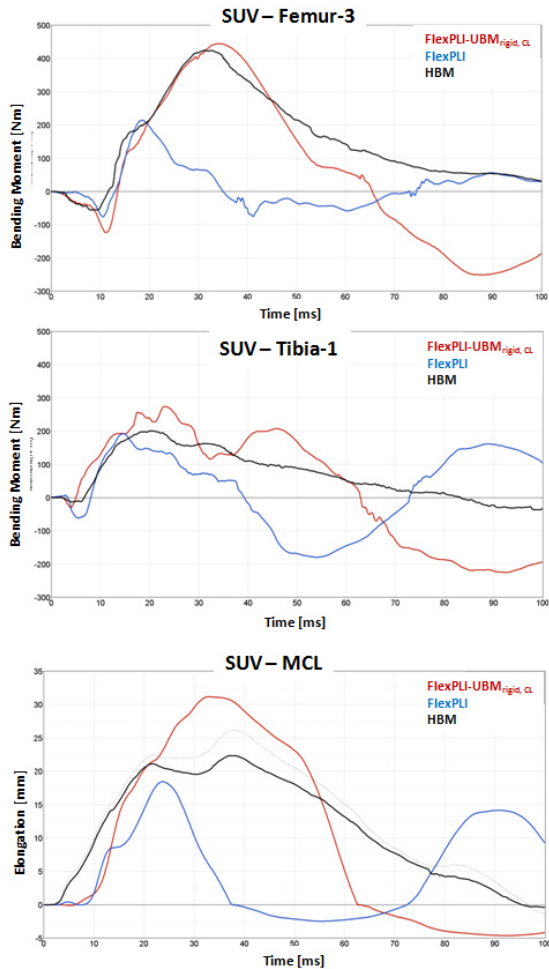 SUV – Femur-3
500
FlexPLI-UBMrigid, CL
FlexPLI
HBM
400
300
200
100
0
-100
-200
-300
Bending Moment [Nm]
0 10 20 30 40 50 60 70 80 90 100
Time [ms]
SUV – Tibia-1
500
FlexPLI-UBMrigid, CL
FlexPLI
HBM
400
300
200
100
0
-100
-200
-300
Bending Moment [Nm]
0 10 20 30 40 50 60 70 80 90 100
Time [ms]
SUV – MCL
35
FlexPLI-UBMrigid, CL
FlexPLI
HBM
30
25
20
15
10
5
0
-5
Elongation [mm]
0 10 20 30 40 50 60 70 80 90 100
Time [ms]